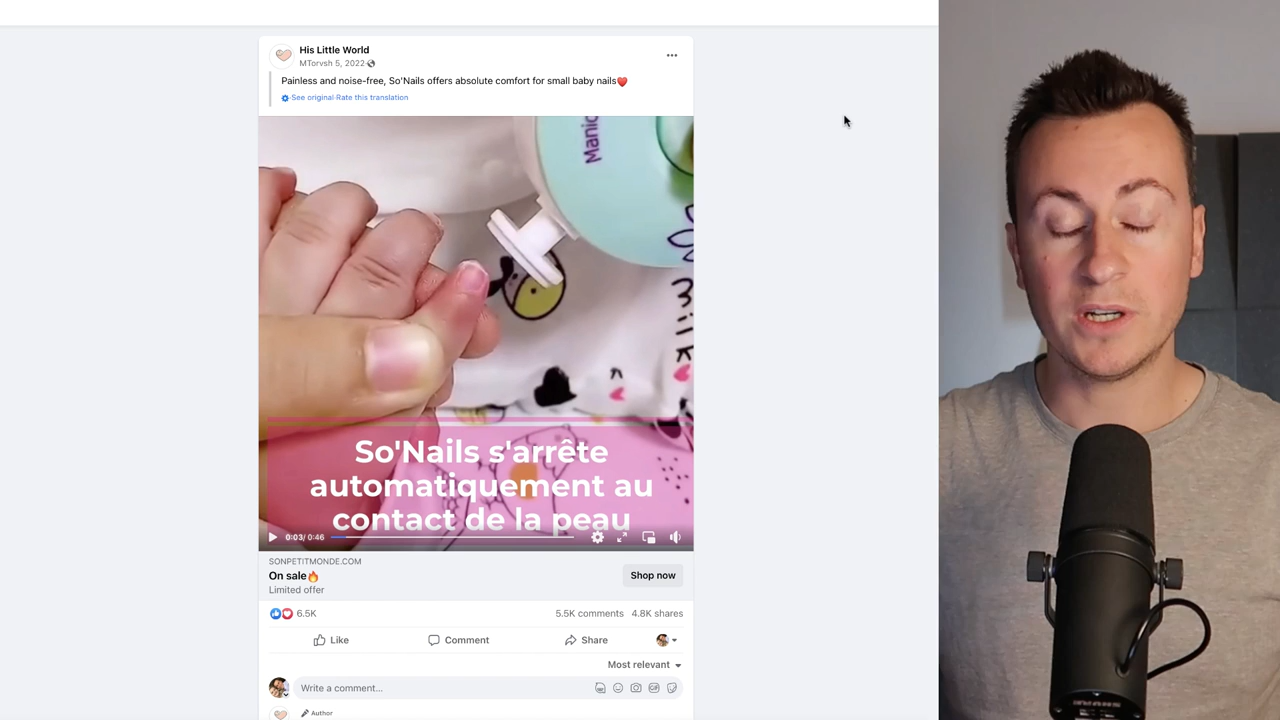 His Little World
MTorvsh 5, 2022
Painless and noise-free, So'Nails offers absolute comfort for small baby nails❤️
See original·Rate this translation
Manic
milk
So'Nails s'arrête
automatiquement au
contact de la peau
0:03 / 0:46
SONPETITMONDE.COM
On sale🔥
Limited offer
Shop now
6.5K
5.5K comments 4.8K shares
Like
Comment
Share
Most relevant
Write a comment...
GIF
Author